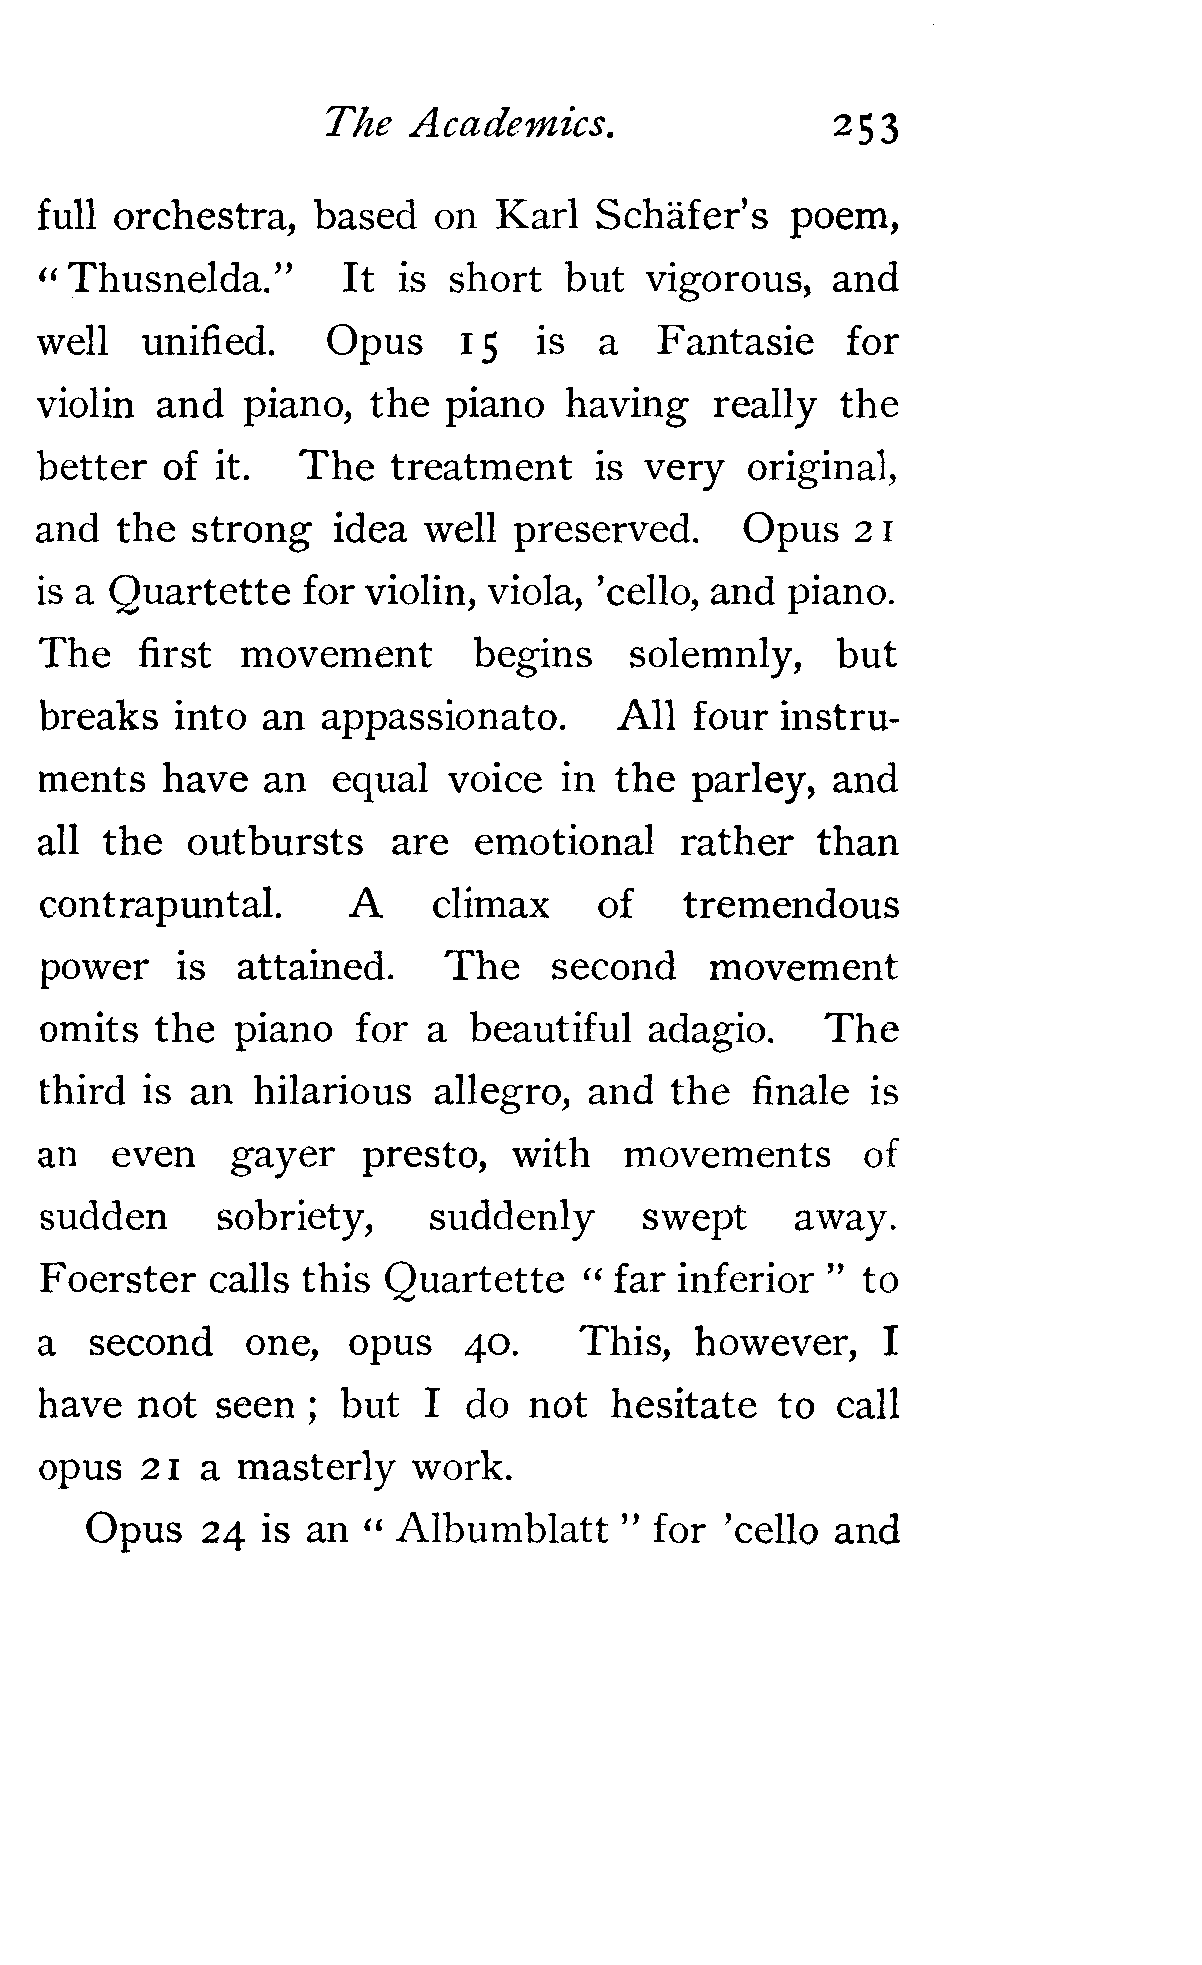 The Academics. 253
full orchestra, based on Karl Schäfer's poem,
"Thusnelda." It is short but vigorous, and
well unified. Opus 15 is a Fantasie for
violin and piano, the piano having really the
better of it. The treatment is very original,
and the strong idea well preserved. Opus 21
is a Quartette for violin, viola, 'cello, and piano.
The first movement begins solemnly, but
breaks into an appassionato. All four instru-
ments have an equal voice in the parley, and
all the outbursts are emotional rather than
contrapuntal. A climax of tremendous
power is attained. The second movement
omits the piano for a beautiful adagio. The
third is an hilarious allegro, and the finale is
an even gayer presto, with movements of
sudden sobriety, suddenly swept away.
Foerster calls this Quartette "far inferior" to
a second one, opus 40. This, however, I
have not seen; but I do not hesitate to call
opus 21 a masterly work.
Opus 24 is an "Albumblatt" for 'cello and